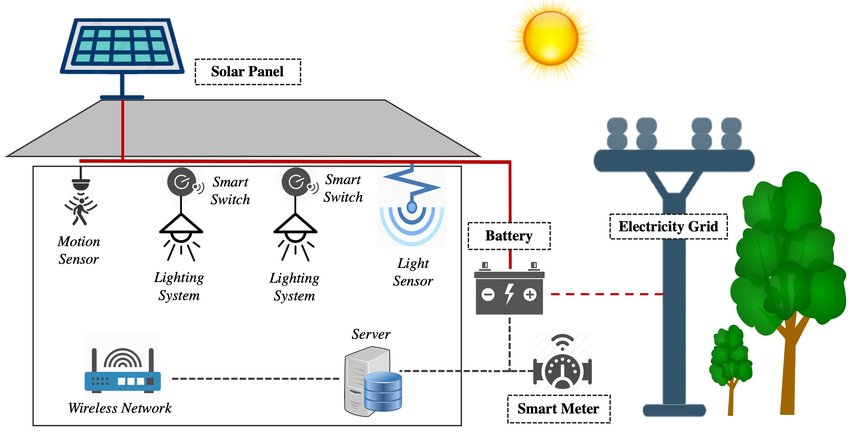 Solar Panel
Smart
Switch
Smart
Switch
Motion
Sensor
Lighting
System
Lighting
System
Light
Sensor
Battery
Electricity Grid
Server
Wireless Network
Smart Meter